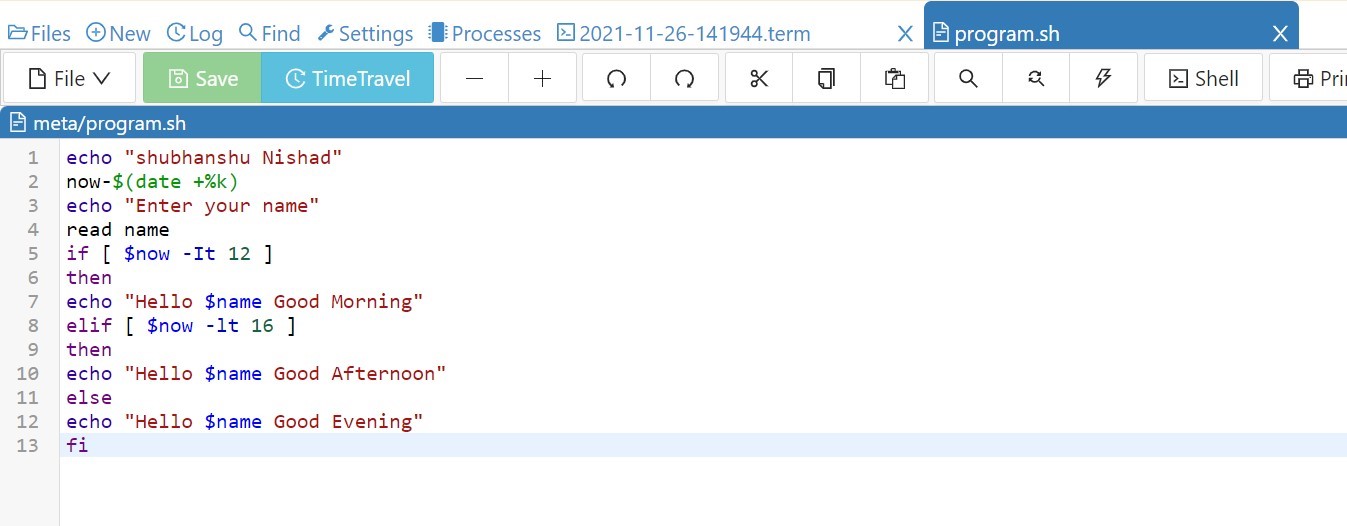 Files New Log Find Settings Processes 2021-11-26-141944.term X program.sh X
File Save TimeTravel Shell Pri
meta/program.sh
1 echo "shubhanshu Nishad"
2 now-$(date +%k)
3 echo "Enter your name"
4 read name
5 if [ $now -It 12 ]
6 then
7 echo "Hello $name Good Morning"
8 elif [ $now -lt 16 ]
9 then
10 echo "Hello $name Good Afternoon"
11 else
12 echo "Hello $name Good Evening"
13 fi